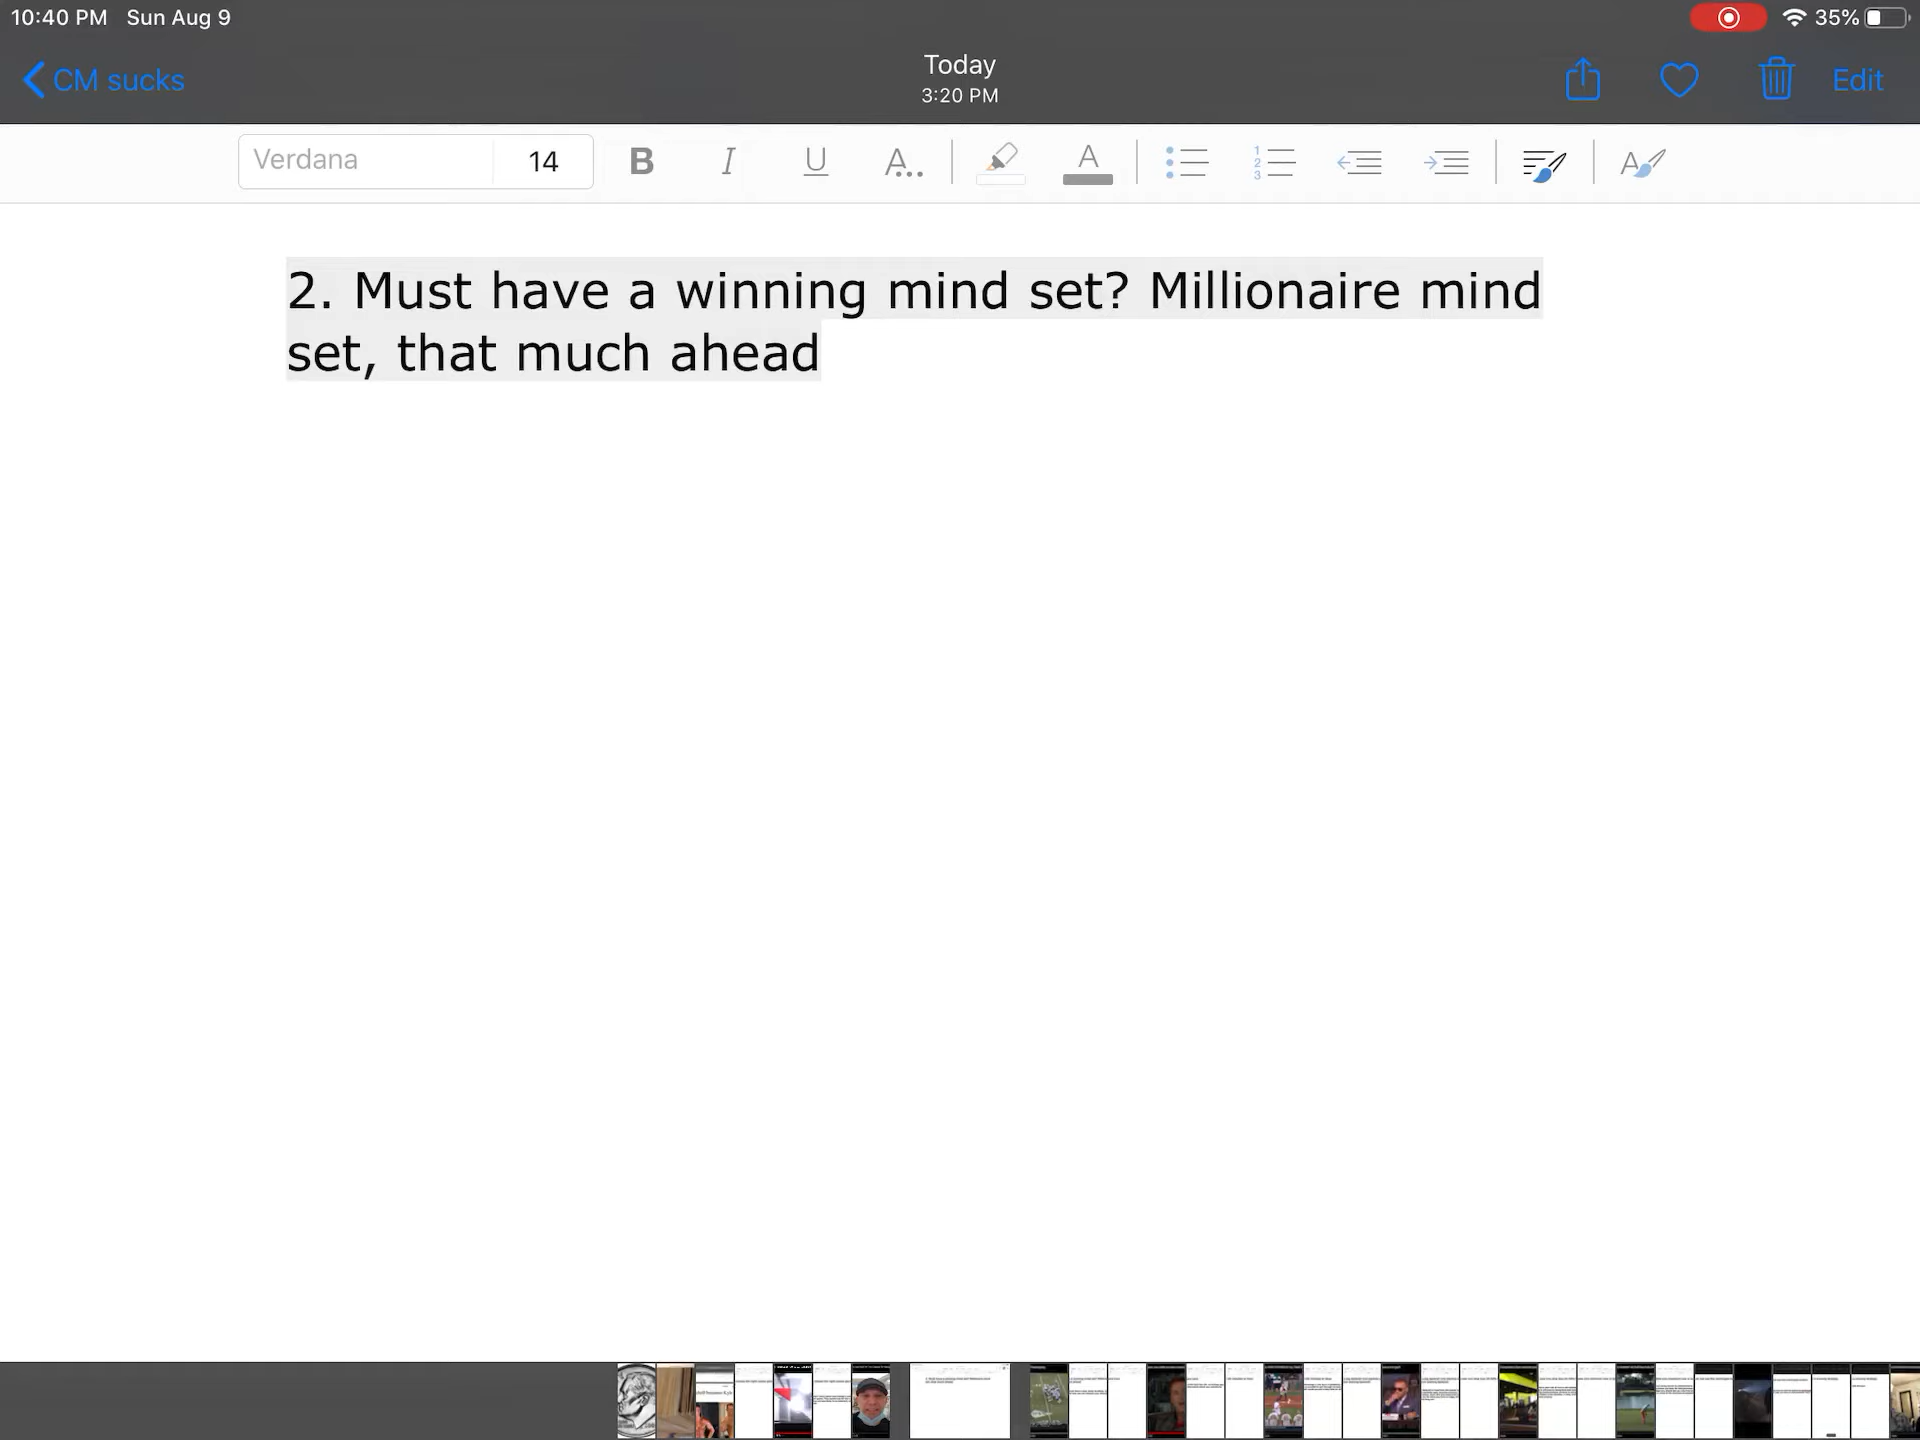 10:40 PM Sun Aug 9 35%
CM sucks
Today
3:20 PM
Edit
Verdana 14 B I U A... A
2. Must have a winning mind set? Millionaire mind
set, that much ahead